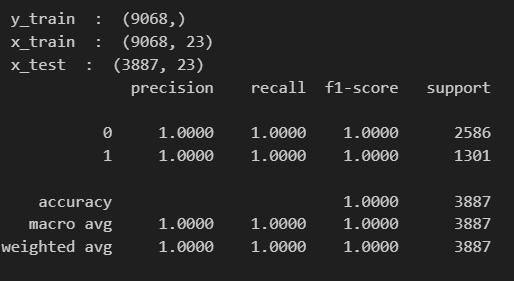 y_train  :  (9068,)
x_train  :  (9068, 23)
x_test  :  (3887, 23)
precision    recall  f1-score   support
0     1.0000    1.0000    1.0000      2586
1     1.0000    1.0000    1.0000      1301
accuracy                         1.0000      3887
macro avg     1.0000    1.0000    1.0000      3887
weighted avg     1.0000    1.0000    1.0000      3887